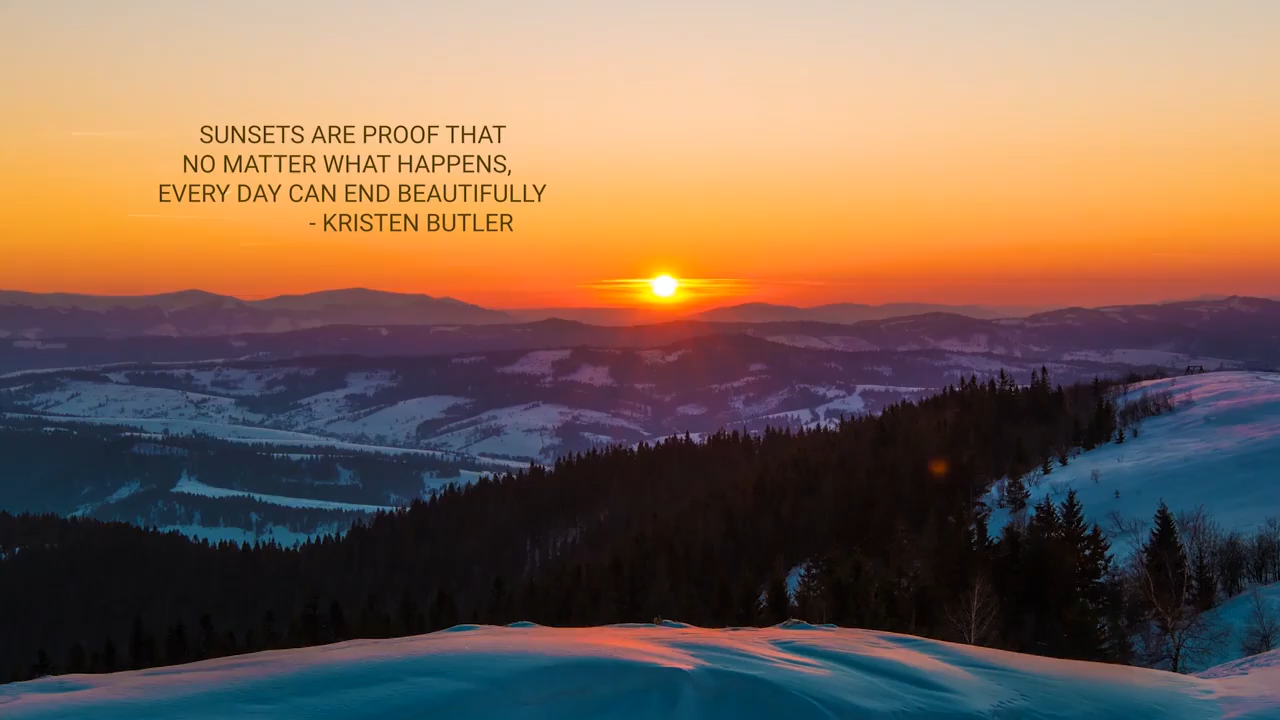 SUNSETS ARE PROOF THAT
NO MATTER WHAT HAPPENS,
EVERY DAY CAN END BEAUTIFULLY
- KRISTEN BUTLER